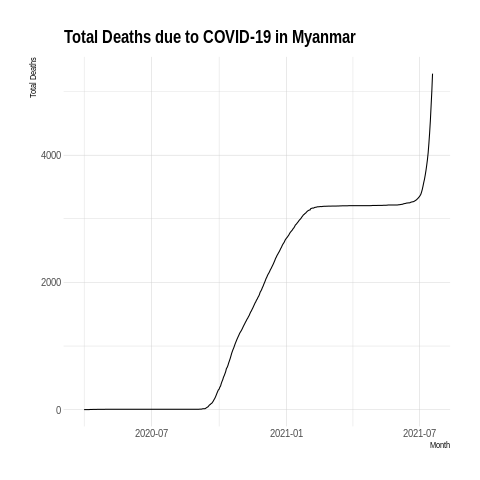 Total Deaths due to COVID-19 in Myanmar
Total Deaths
4000
2000
0
2020-07
2021-01
2021-07
Month